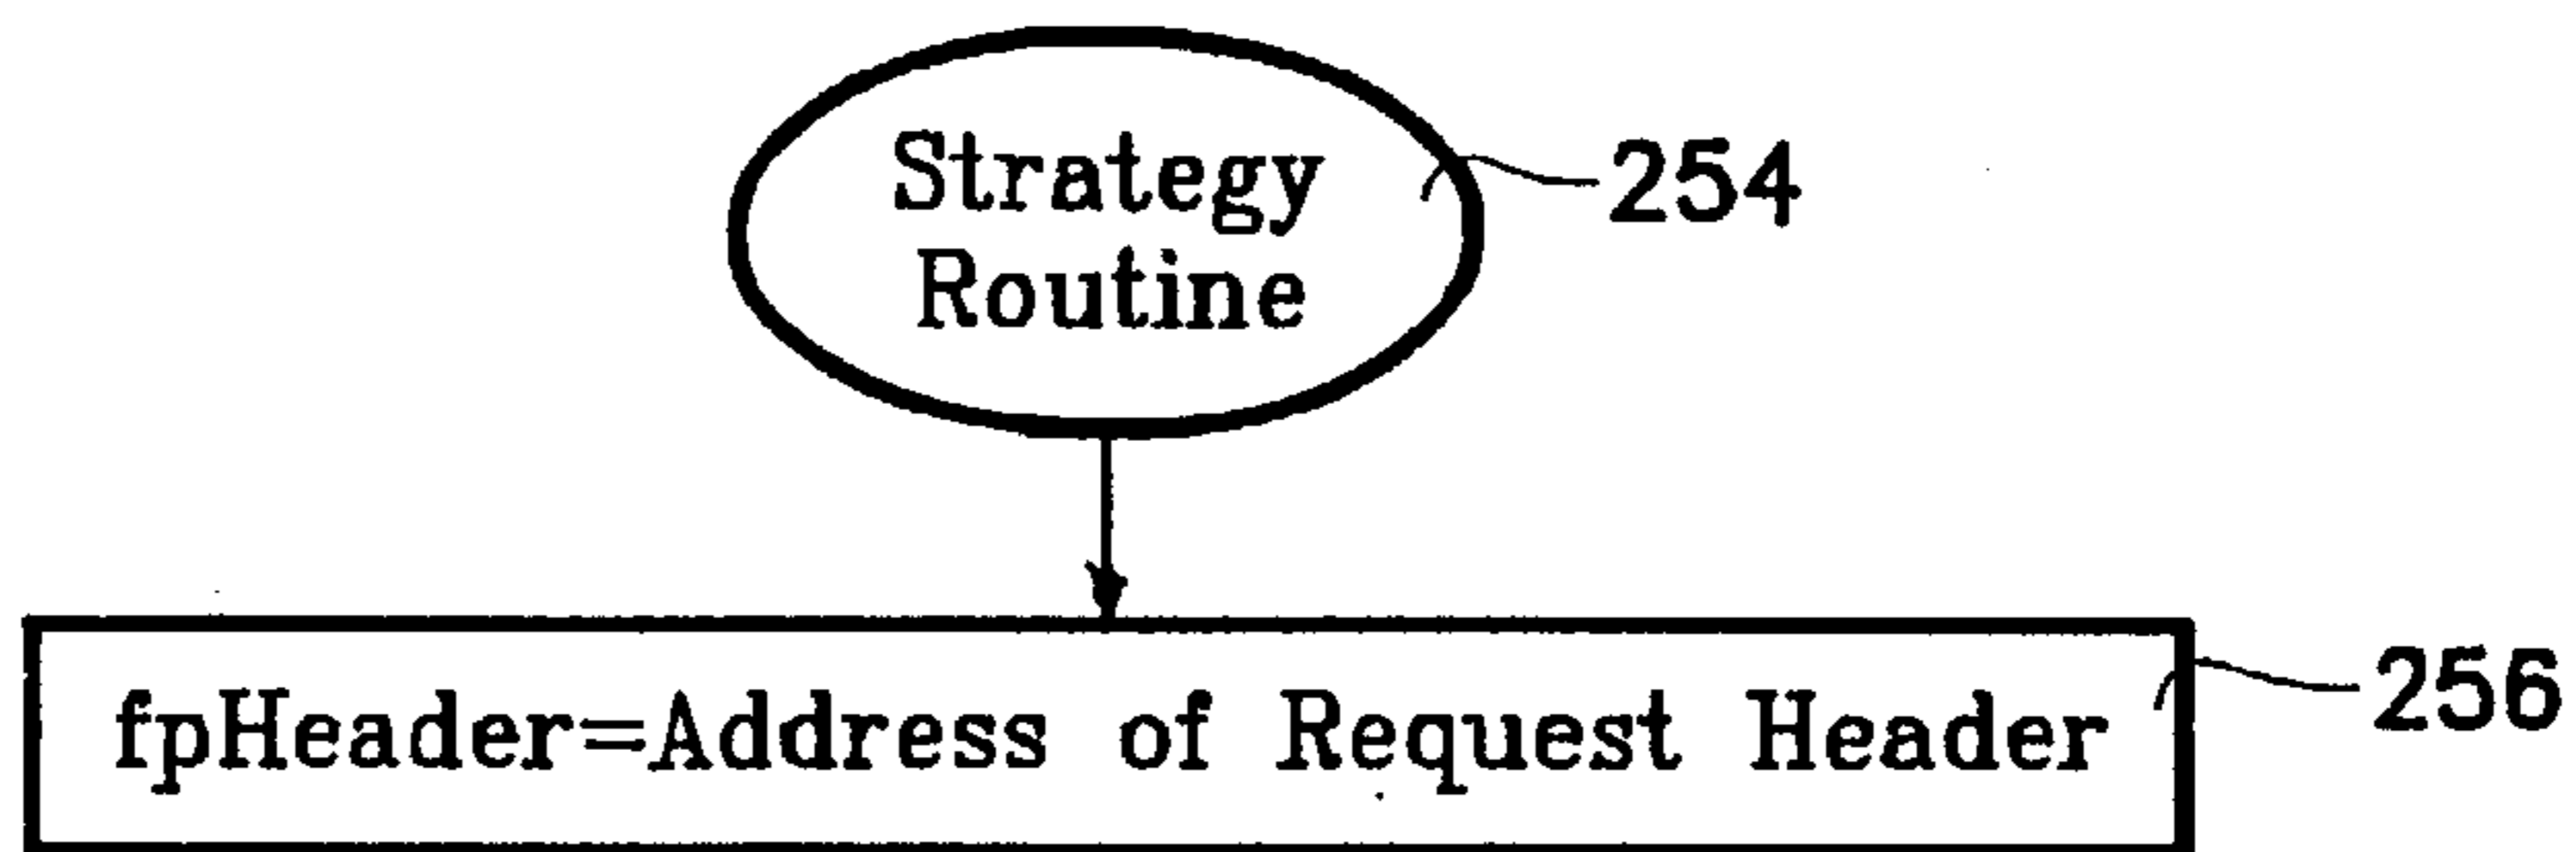 Strategy
Routine
254
fpHeader=Address of Request Header
256